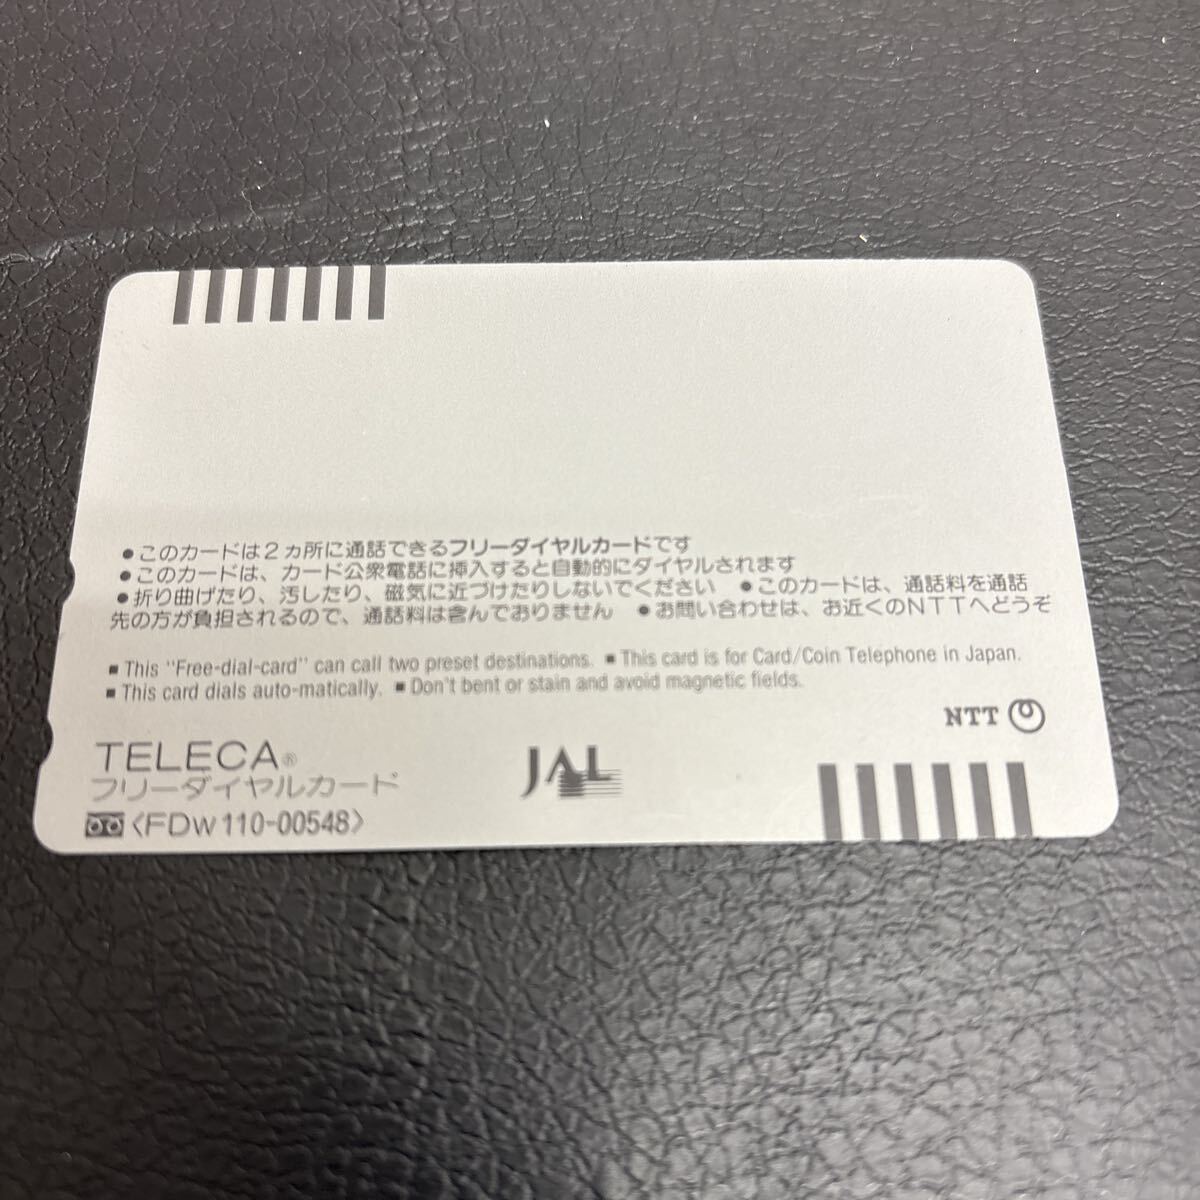 ●このカードは2ヵ所に通話できるフリーダイヤルカードです
●このカードは、カード公衆電話に挿入すると自動的にダイヤルされます
●折り曲げたり、汚したり、磁気に近づけたりしないでください ●このカードは、通話料を通話
先の方が負担されるので、通話料は含んでおりません ●お問い合わせは、お近くのNTTへどうぞ
■This "Free-dial-card" can call two preset destinations. ■This card is for Card/Coin Telephone in Japan.
■This card dials auto-matically. ■Don't bent or stain and avoid magnetic fields.
NTT
TELECA®
フリーダイヤルカード
〈FDW110-00548〉
JAL